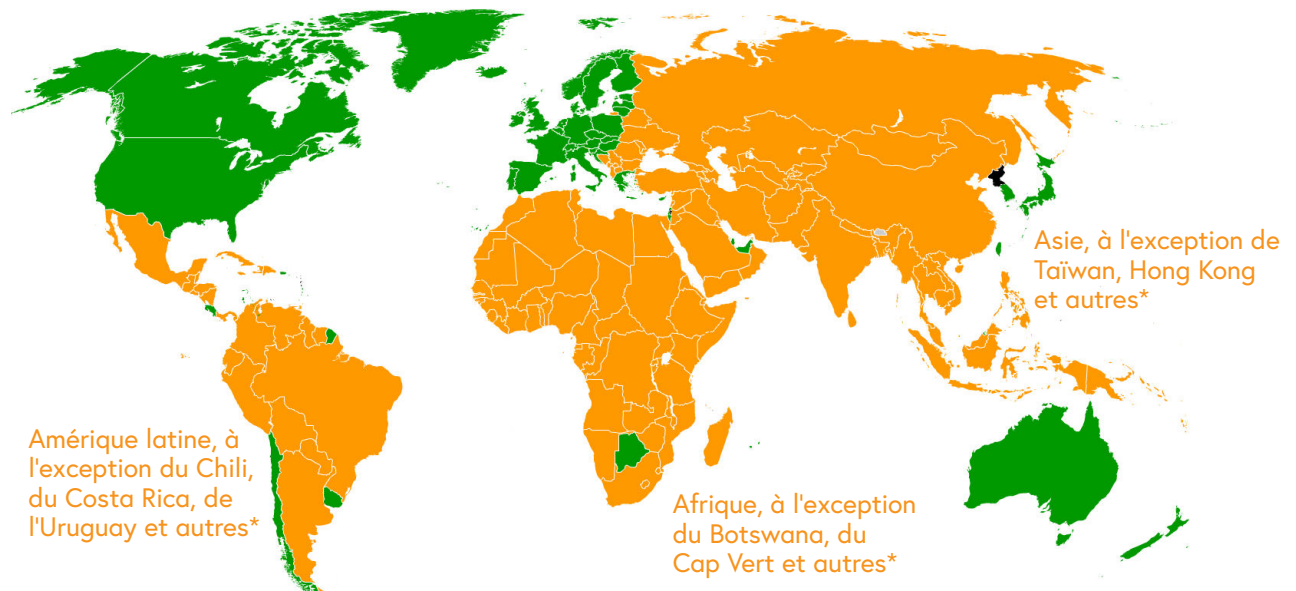 Asie, à l'exception de
Taïwan, Hong Kong
et autres*
Amérique latine, à
l'exception du Chili,
du Costa Rica, de
l'Uruguay et autres*
Afrique, à l'exception
du Botswana, du
Cap Vert et autres*